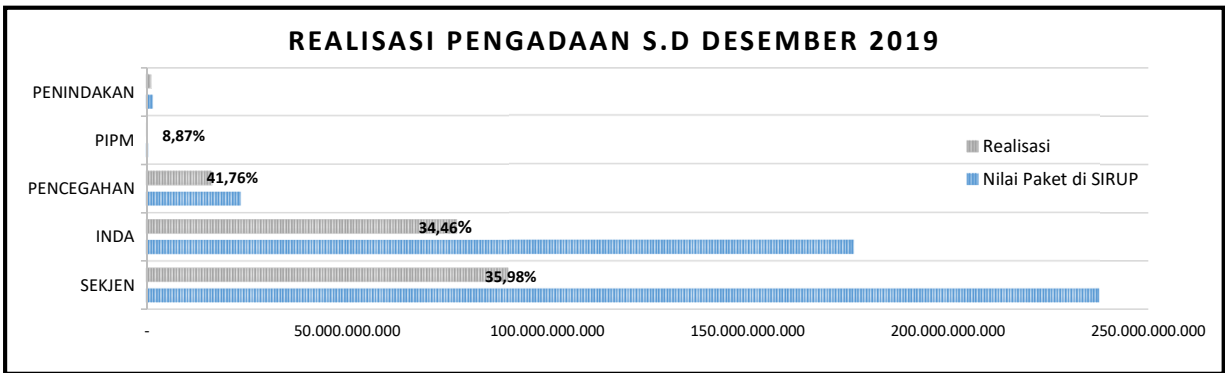 REALISASI PENGADAAN S.D DESEMBER 2019
PENINDAKAN
PIPM
8,87%
Realisasi
PENCEGAHAN
41,76%
Nilai Paket di SIRUP
INDA
34,46%
SEKJEN
35,98%
-
50.000.000.000
100.000.000.000
150.000.000.000
200.000.000.000
250.000.000.000